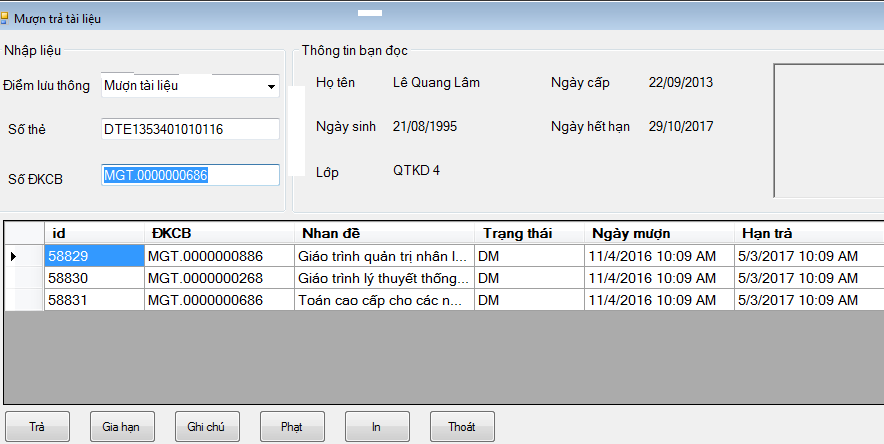 Mượn trả tài liệu
Nhập liệu
Điểm lưu thông Mượn tài liệu
Số thẻ DTE1353401010116
Số ĐKCB MGT.0000000686
Thông tin bạn đọc
Họ tên Lê Quang Lâm Ngày cấp 22/09/2013
Ngày sinh 21/08/1995 Ngày hết hạn 29/10/2017
Lớp QTKD 4
id ĐKCB Nhan đề Trạng thái Ngày mượn Hạn trả
58829 MGT.0000000886 Giáo trình quản trị nhân l... DM 11/4/2016 10:09 AM 5/3/2017 10:09 AM
58830 MGT.0000000268 Giáo trình lý thuyết thống... DM 11/4/2016 10:09 AM 5/3/2017 10:09 AM
58831 MGT.0000000686 Toán cao cấp cho các n... DM 11/4/2016 10:09 AM 5/3/2017 10:09 AM
Trả Gia hạn Ghi chú Phạt In Thoát